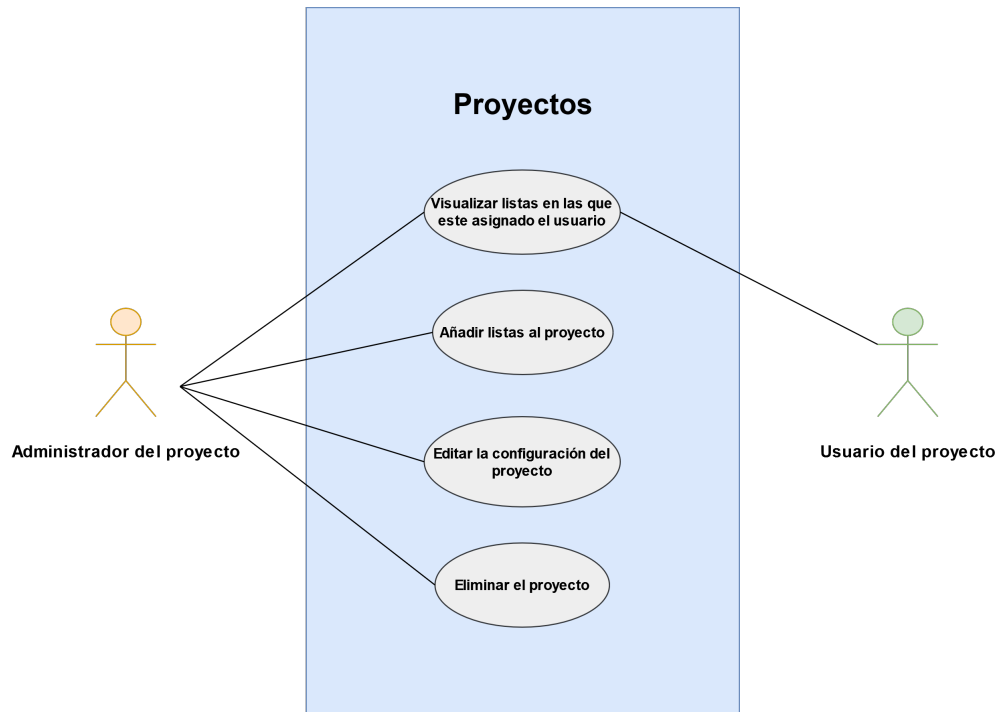 Proyectos
Visualizar listas en las que
este asignado el usuario
Añadir listas al proyecto
Administrador del proyecto
Usuario del proyecto
Editar la configuración del
proyecto
Eliminar el proyecto